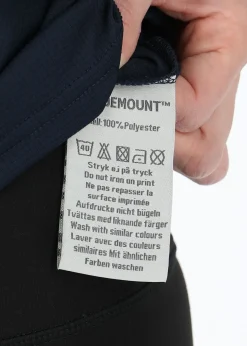 DEMOUNT™
ll:100% Polyester
40
Stryk ej på tryck
Do not iron on print
Ne pas repasser la
surface imprimée
Aufdrucke nicht bügeln
Tvättas med liknande färger
Wash with similar colours
Laver avec des couleurs
similaires Mit ähnlichen
Farben waschen